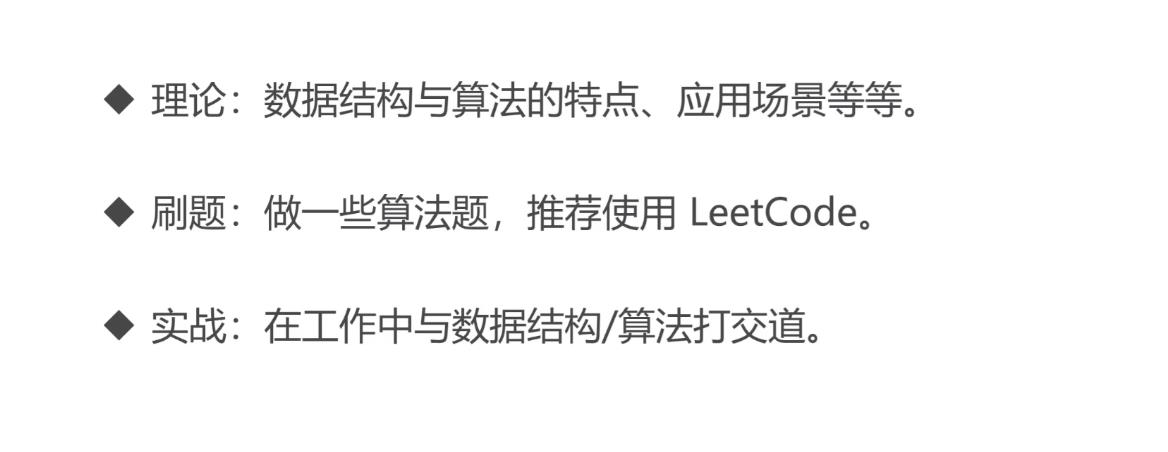 ◆ 理论：数据结构与算法的特点、应用场景等等。
◆ 刷题：做一些算法题，推荐使用 LeetCode。
◆ 实战：在工作中与数据结构/算法打交道。